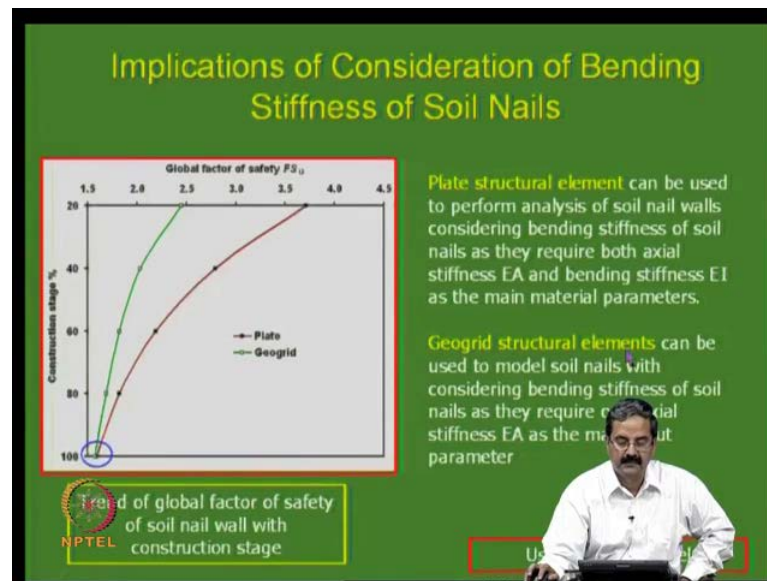 Implications of Consideration of Bending
Stiffness of Soil Nails
Global factor of safety FS
1.5 2.0 2.5 3.0 3.5 4.0 4.5
20
40
60
80
100
Construction stage %
Plate
Geogrid
Plate structural element can be used
to perform analysis of soil nail walls
considering bending stiffness of soil
nails as they require both axial
stiffness EA and bending stiffness EI
as the main material parameters.
Geogrid structural elements can be
used to model soil nails with
considering bending stiffness of soil
nails as they require
stiffness EA as the
parameter
Trend of global factor of safety
of soil nail wall with
construction stage
NPTEL